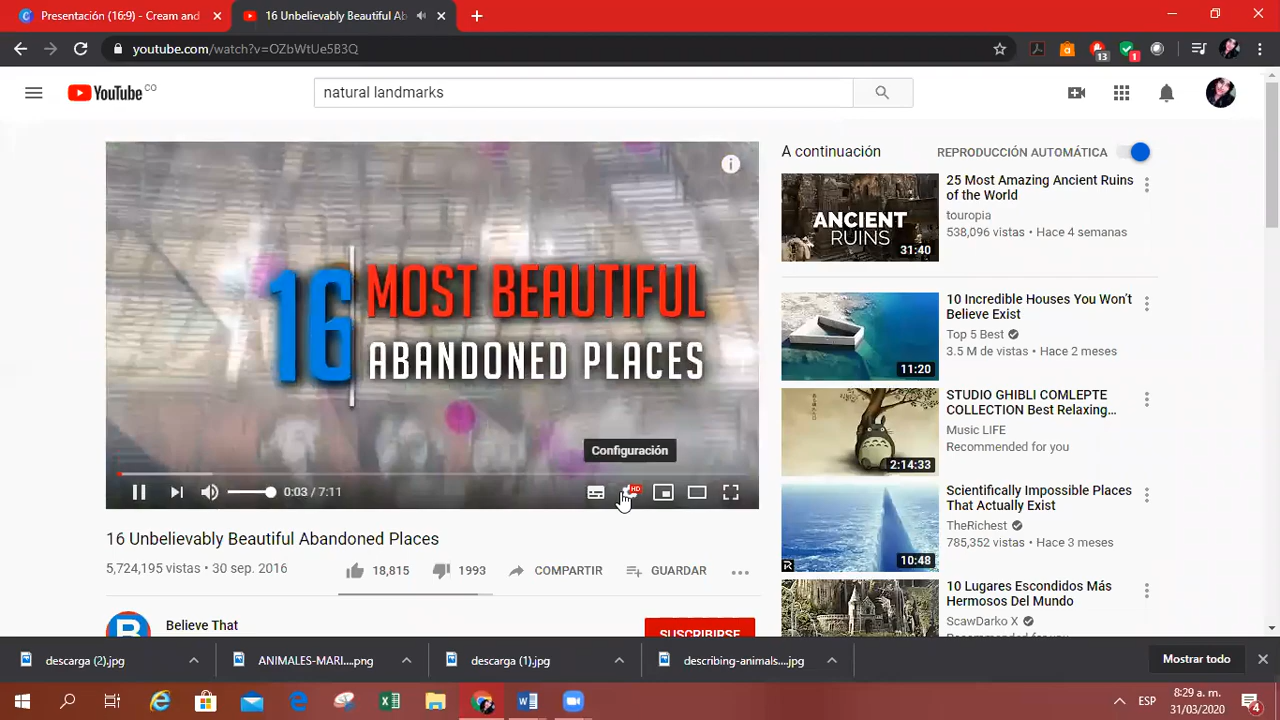 Presentación (16:9) - Cream and
16 Unbelievably Beautiful Ab
youtube.com/watch?v=OZbWtUe5B3Q
13
1
YouTube CO
natural landmarks
16 MOST BEAUTIFUL
ABANDONED PLACES
Configuración
HD
0:03 / 7:11
16 Unbelievably Beautiful Abandoned Places
5,724,195 vistas • 30 sep. 2016
18,815
1993
COMPARTIR
GUARDAR
Believe That
SUSCRIBIRSE
A continuación
REPRODUCCIÓN AUTOMÁTICA
ANCIENT
RUINS
31:40
25 Most Amazing Ancient Ruins
of the World
touropia
538,096 vistas • Hace 4 semanas
11:20
10 Incredible Houses You Won't
Believe Exist
Top 5 Best
3.5 M de vistas • Hace 2 meses
2:14:33
STUDIO GHIBLI COMLEPTE
COLLECTION Best Relaxing...
Music LIFE
Recommended for you
10:48
Scientifically Impossible Places
That Actually Exist
TheRichest
785,352 vistas • Hace 3 meses
10 Lugares Escondidos Más
Hermosos Del Mundo
ScawDarko X
Recommended for you
descarga (2).jpg
ANIMALES-MARI....png
descarga (1).jpg
describing-animals....jpg
Mostrar todo
ESP
8:29 a. m.
31/03/2020
4